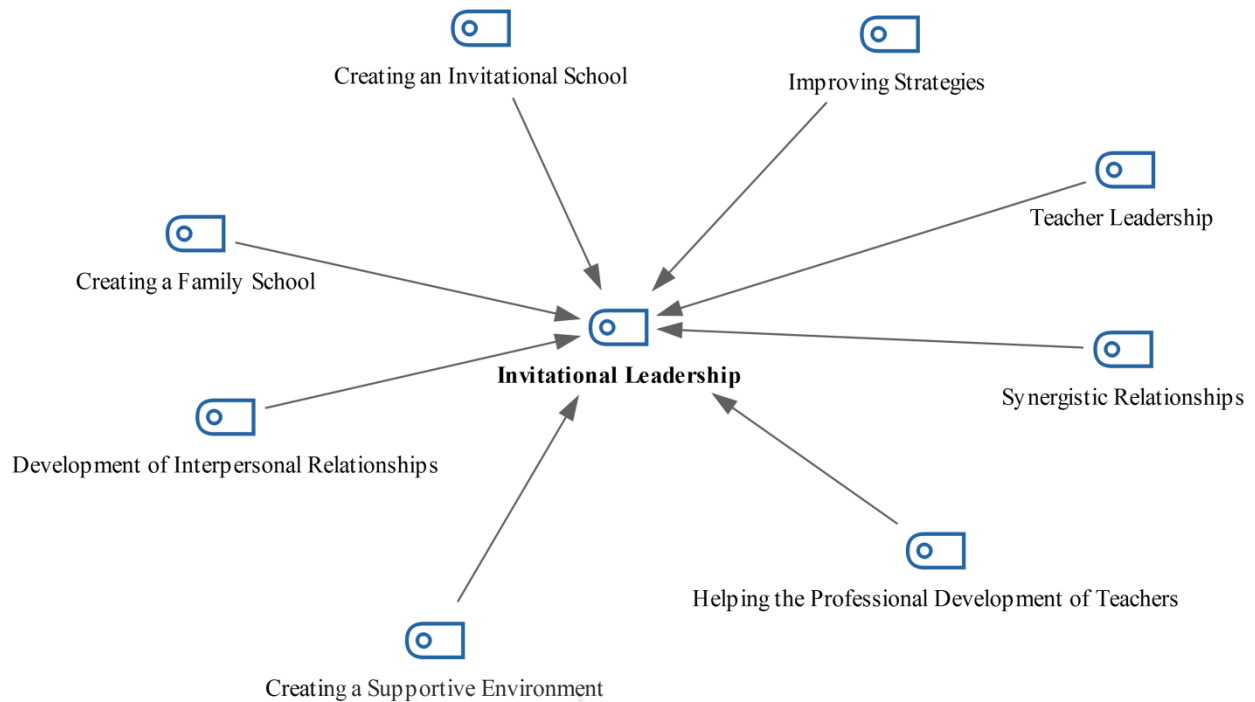 Creating an Invitational School
Improving Strategies
Teacher Leadership
Creating a Family School
Invitational Leadership
Synergistic Relationships
Development of Interpersonal Relationships
Helping the Professional Development of Teachers
Creating a Supportive Environment